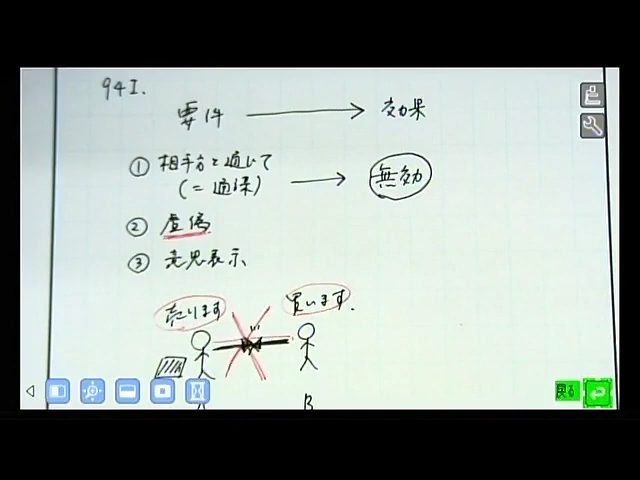 94I.
要件 効果
① 相手方と通じて
(=通謀) 無効
② 虚偽
③ 意思表示
売ります 買います.
B
戻る